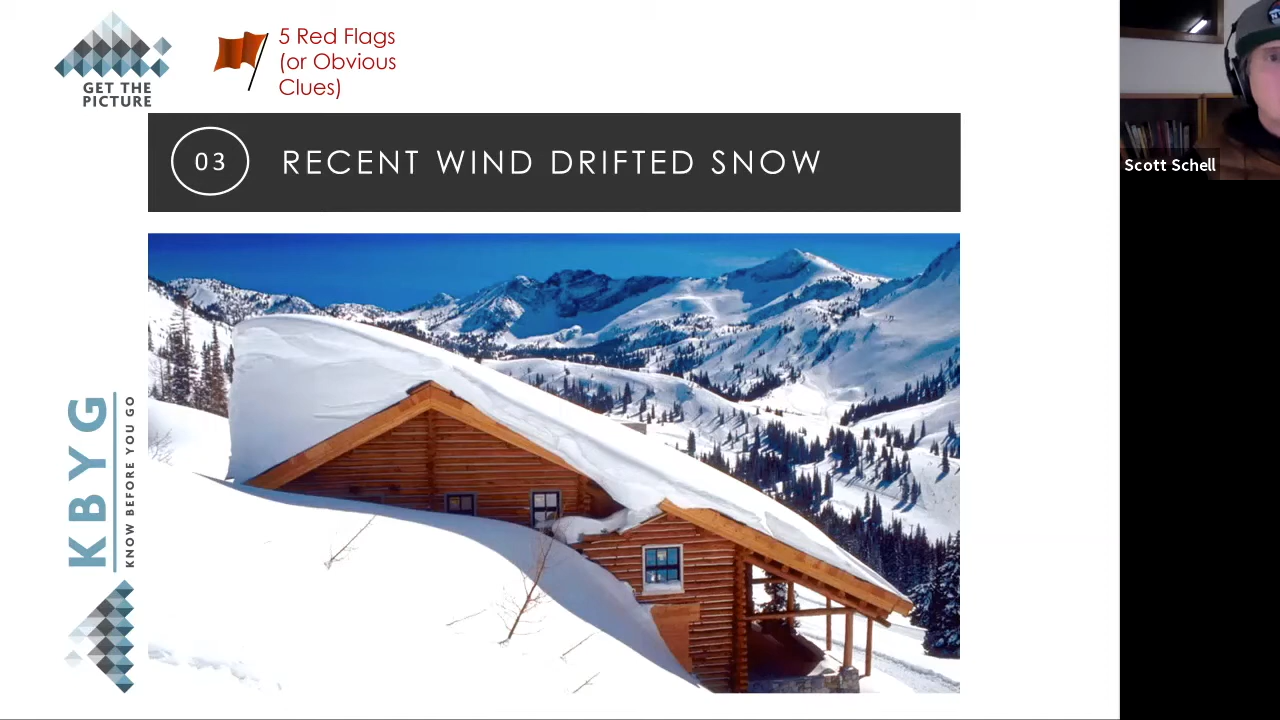 GET THE
PICTURE
5 Red Flags
(or Obvious
Clues)
03
RECENT WIND DRIFTED SNOW
Scott Schell
KBYG
KNOW BEFORE YOU GO